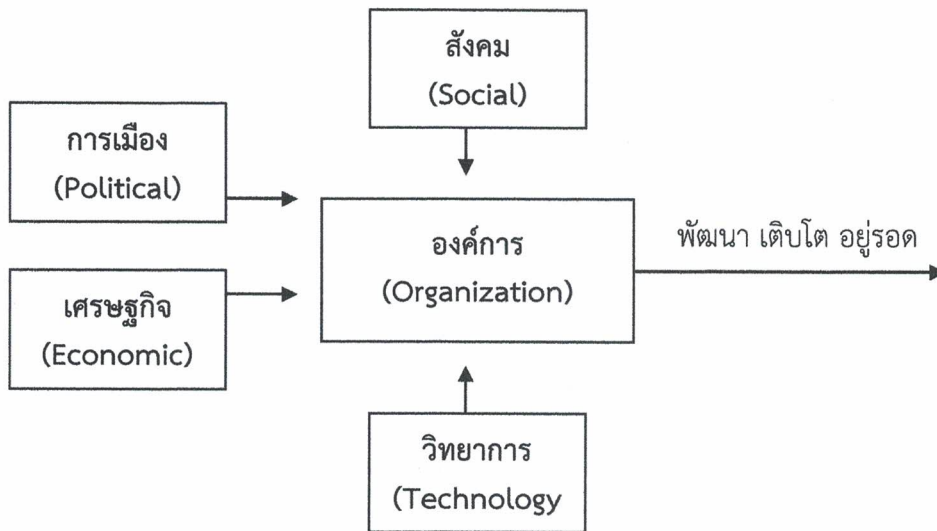 สังคม
(Social)
การเมือง
(Political)
องค์การ
(Organization)
พัฒนา เติบโต อยู่รอด
เศรษฐกิจ
(Economic)
วิทยาการ
(Technology